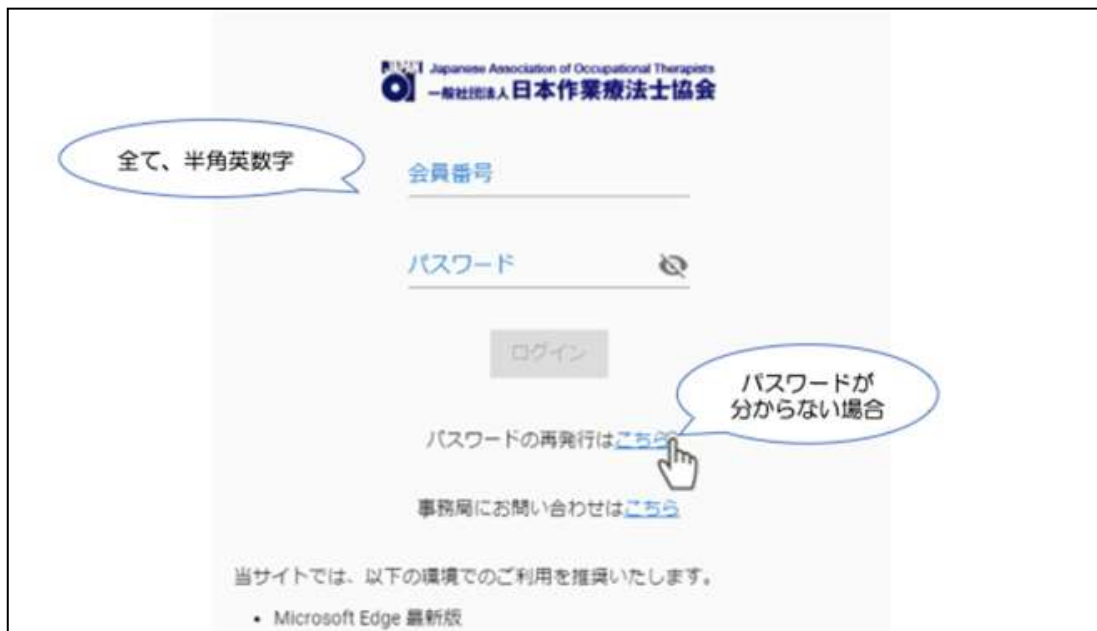 JAPAN
Japanese Association of Occupational Therapists
一般社団法人日本作業療法士協会
全て、半角英数字
会員番号
パスワード
ログイン
パスワードが
分からない場合
パスワードの再発行はこちら
事務局にお問い合わせはこちら
当サイトでは、以下の環境でのご利用を推奨いたします。
• Microsoft Edge 最新版